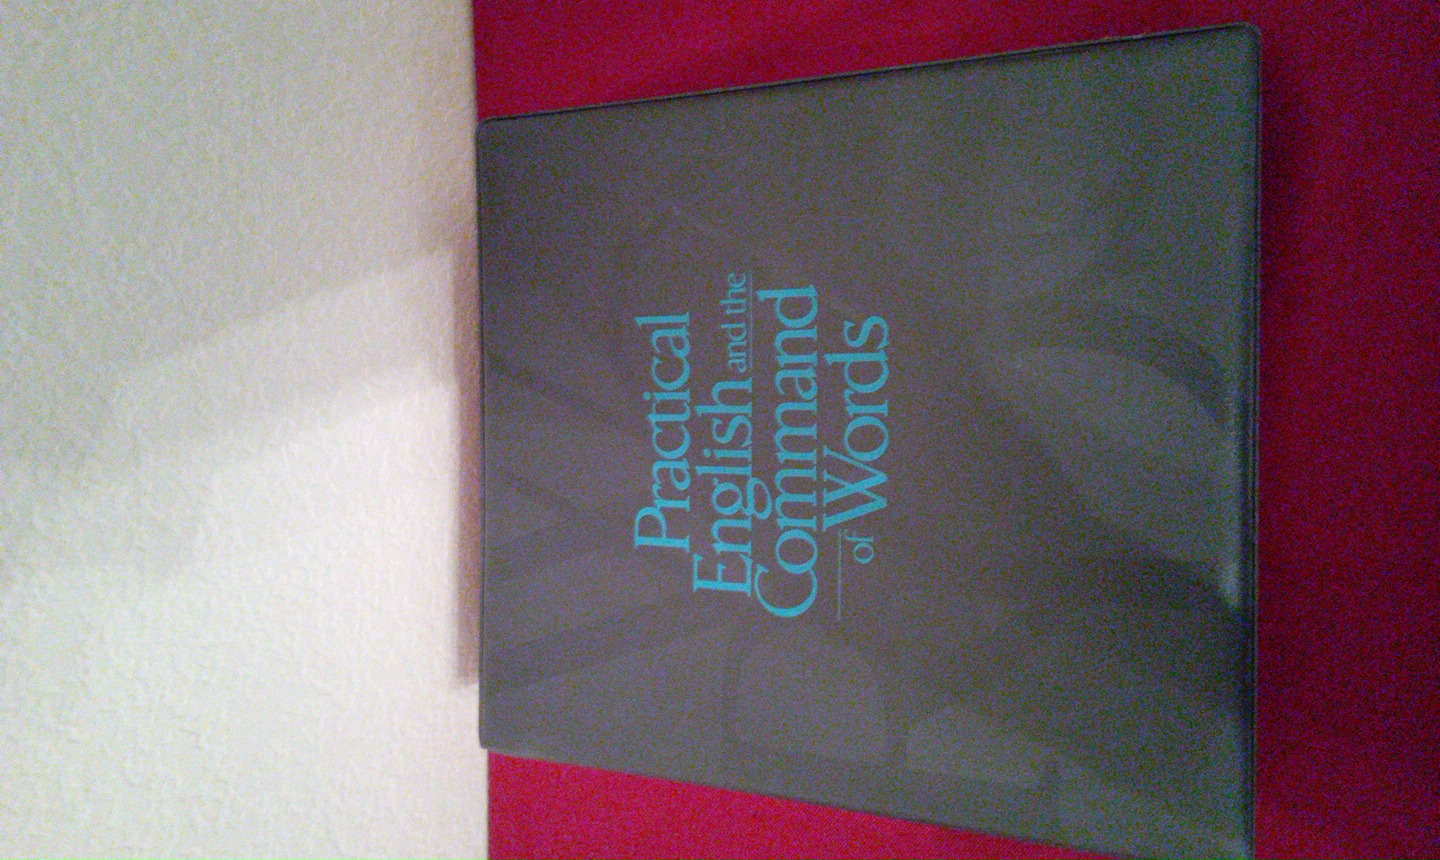 Practical
English and the
Command
of Words